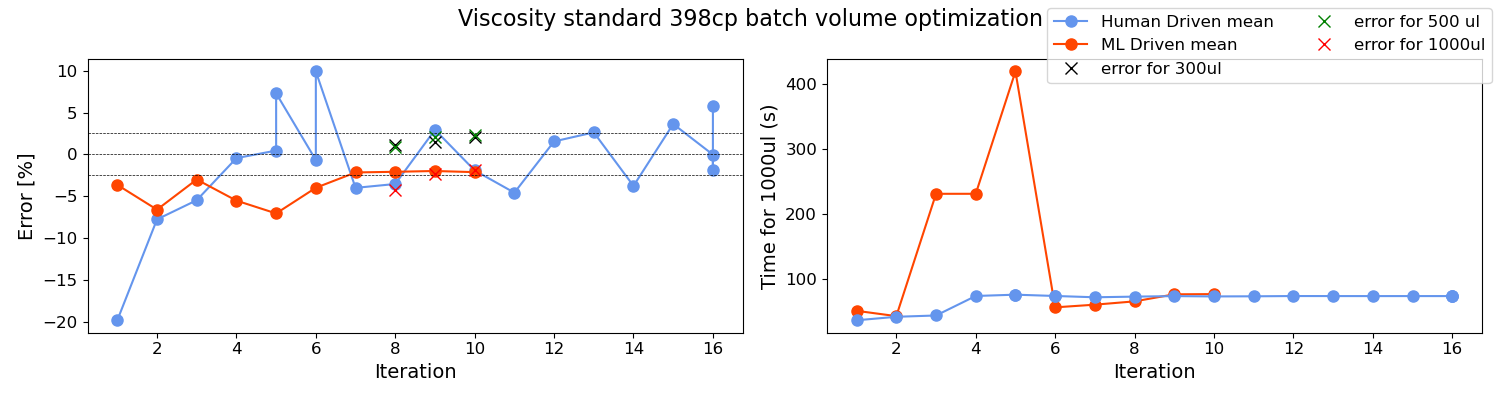 Viscosity standard 398cp batch volume optimization
Human Driven mean
ML Driven mean
error for 300ul
error for 500 ul
error for 1000ul
Error [%]
10
5
0
−5
−10
−15
−20
2 4 6 8 10 12 14 16
Iteration
Time for 1000ul (s)
400
300
200
100
2 4 6 8 10 12 14 16
Iteration